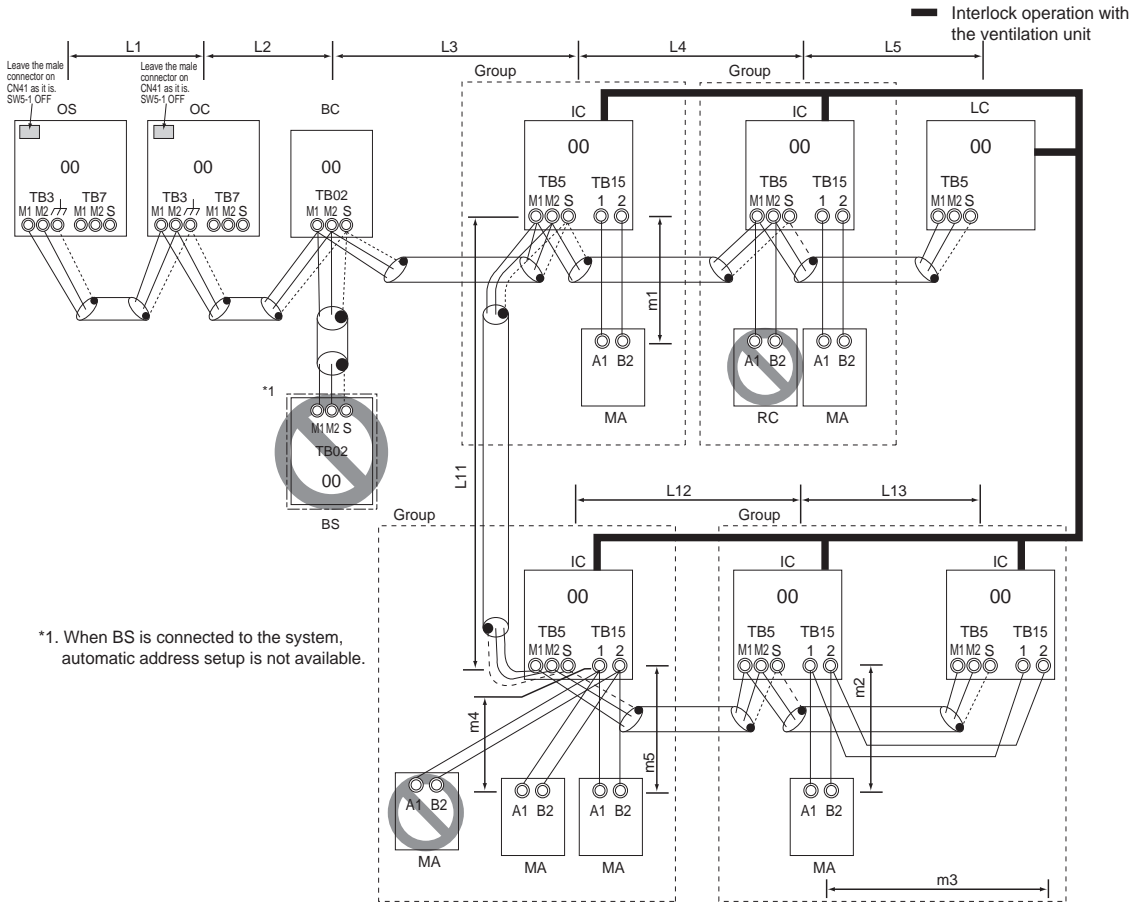 Interlock operation with
the ventilation unit
L1
L2
L3
L4
L5
Leave the male
connector on
CN41 as it is.
SW5-1 OFF
Leave the male
connector on
CN41 as it is.
SW5-1 OFF
Group
Group
OS
OC
BC
IC
IC
LC
00
00
00
00
00
00
TB3
TB7
TB3
TB7
TB02
TB5
TB15
TB5
TB15
TB5
M1 M2
M1 M2 S
M1 M2
M1 M2 S
M1 M2 S
M1 M2 S
1 2
M1 M2 S
1 2
M1 M2 S
m1
A1 B2
A1 B2
A1 B2
MA
RC
MA
*1
M1 M2 S
TB02
00
BS
L11
L12
L13
Group
Group
IC
IC
IC
00
00
00
*1. When BS is connected to the system,
automatic address setup is not available.
TB5
TB15
TB5
TB15
TB5
TB15
M1 M2 S
1 2
M1 M2 S
1 2
M1 M2 S
1 2
m4
m5
m2
A1 B2
A1 B2
A1 B2
A1 B2
MA
MA
MA
MA
m3